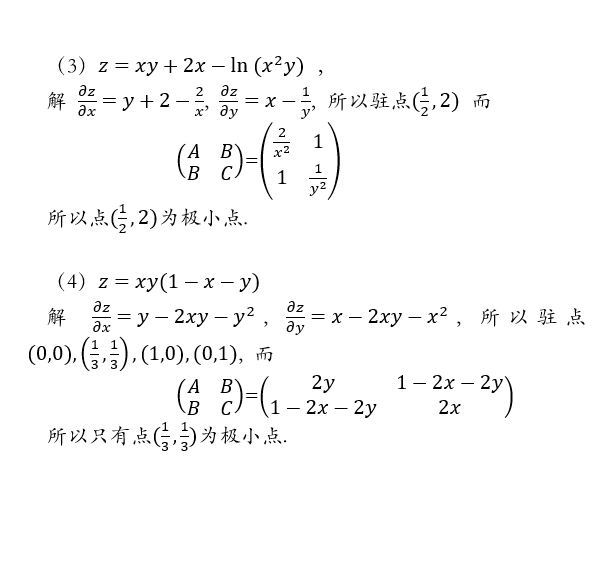 （3）z = xy + 2x − ln (x²y) ，
解 ∂z/∂x = y + 2 − 2/x, ∂z/∂y = x − 1/y, 所以驻点(1/2, 2) 而
(A B
B C)=(2/x² 1
1 1/y²)
所以点(1/2, 2)为极小点.
（4）z = xy(1 − x − y)
解 ∂z/∂x = y − 2xy − y² ，∂z/∂y = x − 2xy − x² ，所以驻点
(0,0), (1/3, 1/3), (1,0), (0,1), 而
(A B
B C)=(2y 1 − 2x − 2y
1 − 2x − 2y 2x)
所以只有点(1/3, 1/3)为极小点.